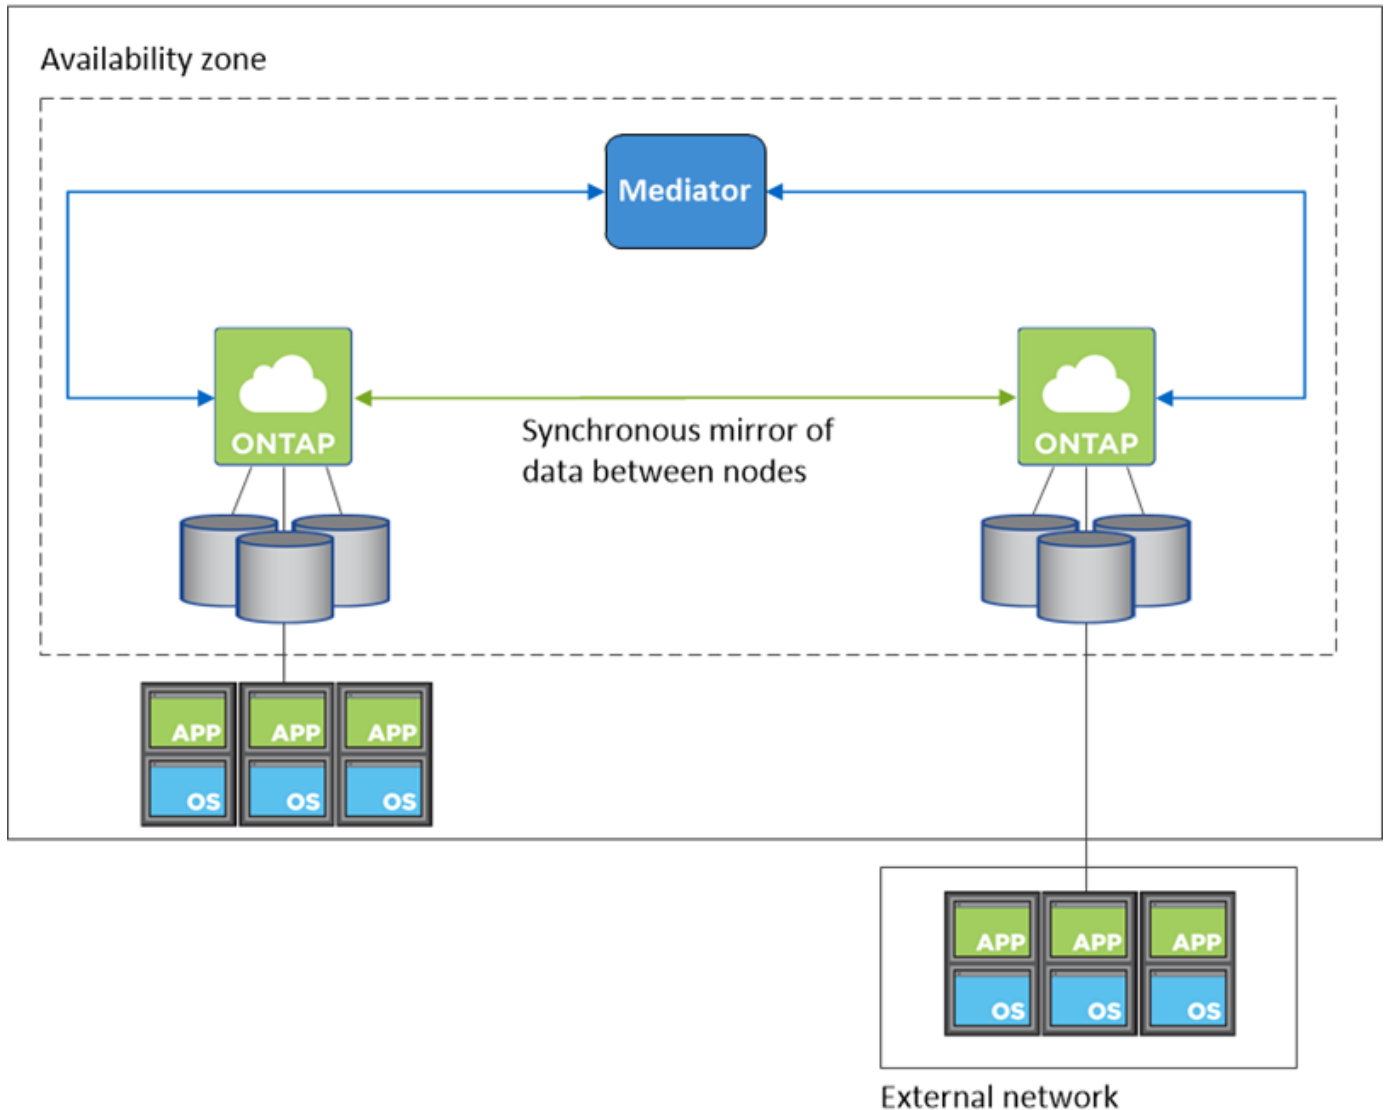 Availability zone
Mediator
ONTAP
ONTAP
Synchronous mirror of
data between nodes
APP
APP
APP
OS
OS
OS
APP
APP
APP
OS
OS
OS
External network